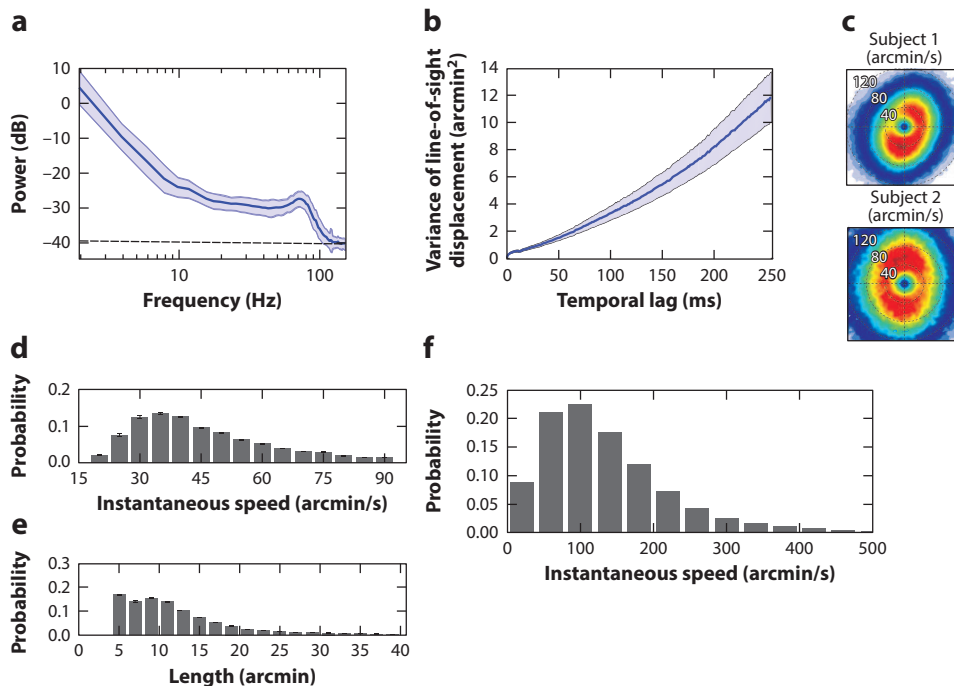 a
10
0
−10
−20
−30
−40
Power (dB)
10
100
Frequency (Hz)
b
14
12
10
8
6
4
2
0
Variance of line-of-sight
displacement (arcmin²)
0
50
100
150
200
250
Temporal lag (ms)
c
Subject 1
(arcmin/s)
120
80
40
Subject 2
(arcmin/s)
120
80
40
d
0.2
0.1
0.0
Probability
15
30
45
60
75
90
Instantaneous speed (arcmin/s)
e
0.3
0.2
0.1
0.0
Probability
0
5
10
15
20
25
30
35
40
Length (arcmin)
f
0.25
0.20
0.15
0.10
0.05
0.00
Probability
0
100
200
300
400
500
Instantaneous speed (arcmin/s)